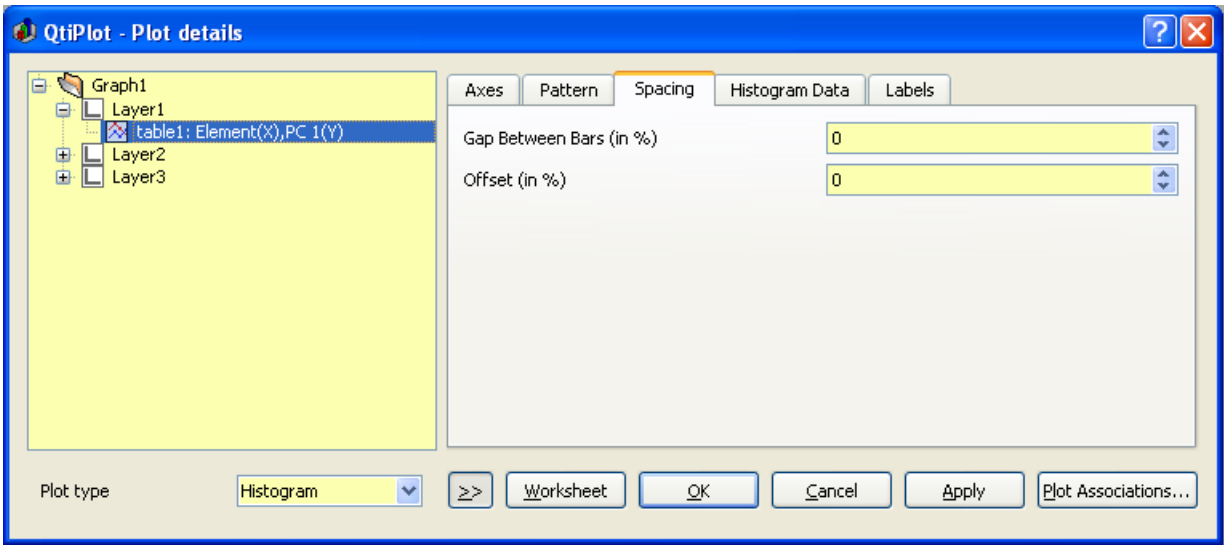 QtiPlot - Plot details
Graph1
Layer1
table1: Element(X),PC 1(Y)
Layer2
Layer3
Axes Pattern Spacing Histogram Data Labels
Gap Between Bars (in %) 0
Offset (in %) 0
Plot type Histogram >> Worksheet OK Cancel Apply Plot Associations...